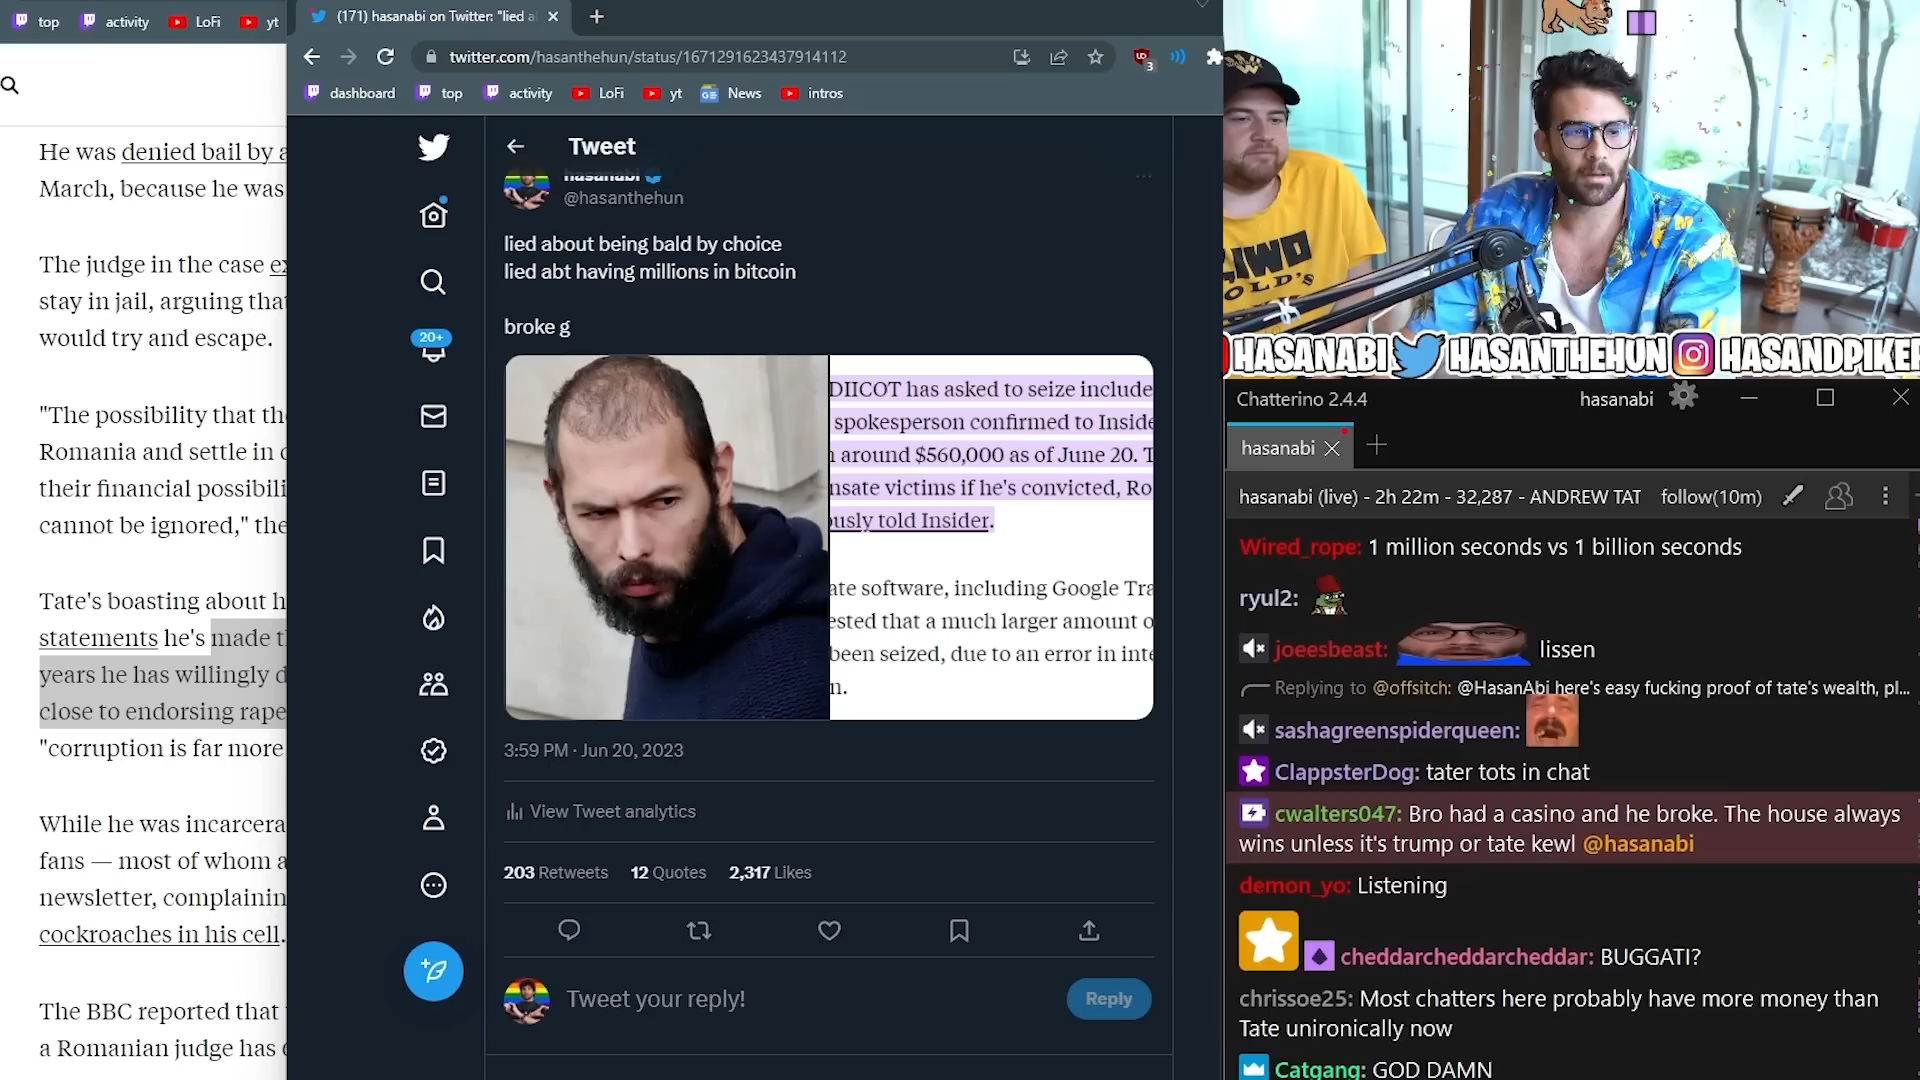 top
activity
LoFi
yt
(171) hasanabi on Twitter: "lied a
twitter.com/hasanthehun/status/1671291623437914112
3
dashboard
top
activity
LoFi
yt
News
intros
He was denied bail by a
March, because he was
The judge in the case
stay in jail, arguing tha
would try and escape.
"The possibility that th
Romania and settle in
their financial possibili
cannot be ignored," the
Tate's boasting about h
statements he's made t
years he has willingly d
close to endorsing rape
"corruption is far more
While he was incarcera
fans — most of whom a
newsletter, complainin
cockroaches in his cell.
The BBC reported that
a Romanian judge has
20+
Tweet
hasanabi
@hasanthehun
lied about being bald by choice
lied abt having millions in bitcoin
broke g
DIICOT has asked to seize include
spokesperson confirmed to Inside
around $560,000 as of June 20. T
nsate victims if he's convicted, Ro
usly told Insider.
ate software, including Google Tra
ested that a much larger amount o
been seized, due to an error in inte
n.
3:59 PM · Jun 20, 2023
View Tweet analytics
203 Retweets 12 Quotes 2,317 Likes
Tweet your reply!
Reply
HASANABI HASANTHEHUN HASANDPIKE
Chatterino 2.4.4
hasanabi
hasanabi
hasanabi (live) - 2h 22m - 32,287 - ANDREW TAT
follow(10m)
Wired_rope: 1 million seconds vs 1 billion seconds
ryul2:
joeesbeast: lissen
Replying to @offsitch: @HasanAbi here's easy fucking proof of tate's wealth, pl...
sashagreenspiderqueen:
ClappsterDog: tater tots in chat
cwalters047: Bro had a casino and he broke. The house always
wins unless it's trump or tate kewl @hasanabi
demon_yo: Listening
cheddarcheddarcheddar: BUGGATI?
chrissoe25: Most chatters here probably have more money than
Tate unironically now
Catgang: GOD DAMN